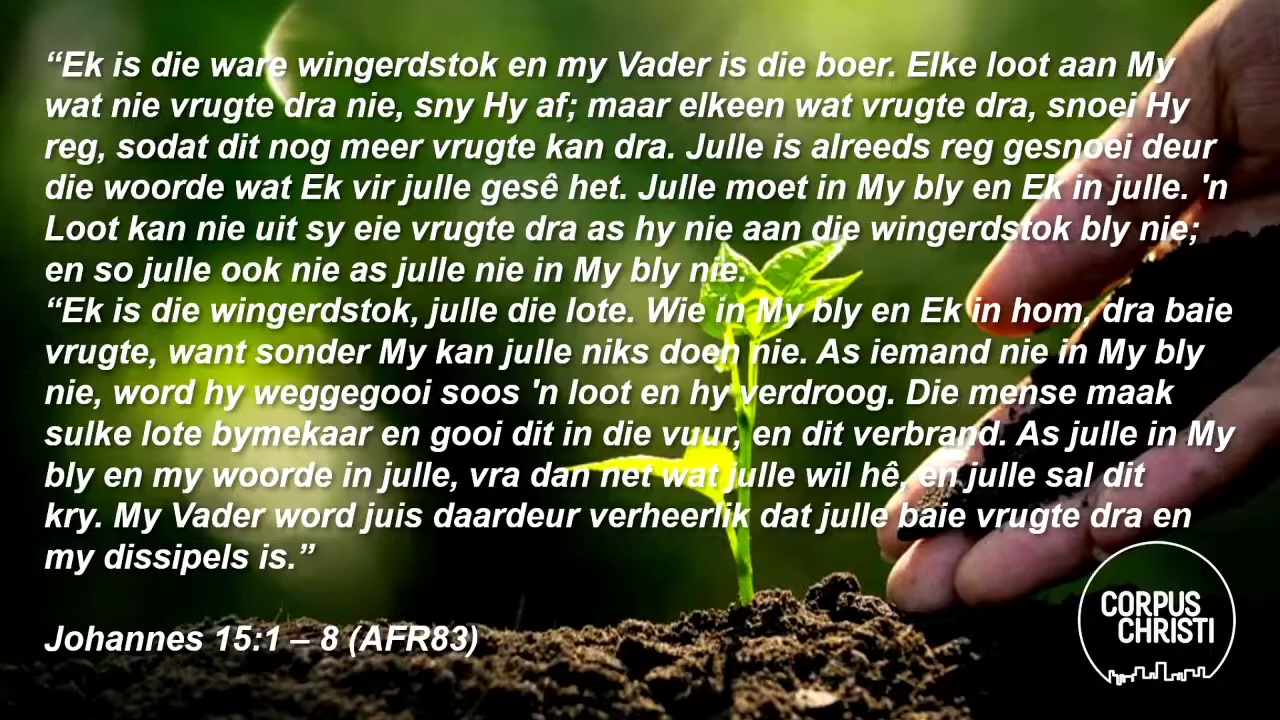 “Ek is die ware wingerdstok en my Vader is die boer. Elke loot aan My
wat nie vrugte dra nie, sny Hy af; maar elkeen wat vrugte dra, snoei Hy
reg, sodat dit nog meer vrugte kan dra. Julle is alreeds reg gesnoei deur
die woorde wat Ek vir julle gesê het. Julle moet in My bly en Ek in julle. 'n
Loot kan nie uit sy eie vrugte dra as hy nie aan die wingerdstok bly nie;
en so julle ook nie as julle nie in My bly nie.
“Ek is die wingerdstok, julle die lote. Wie in My bly en Ek in hom, dra baie
vrugte, want sonder My kan julle niks doen nie. As iemand nie in My bly
nie, word hy weggegooi soos 'n loot en hy verdroog. Die mense maak
sulke lote bymekaar en gooi dit in die vuur, en dit verbrand. As julle in My
bly en my woorde in julle, vra dan net wat julle wil hê, en julle sal dit
kry. My Vader word juis daardeur verheerlik dat julle baie vrugte dra en
my dissipels is.”
Johannes 15:1 – 8 (AFR83)
CORPUS
CHRISTI